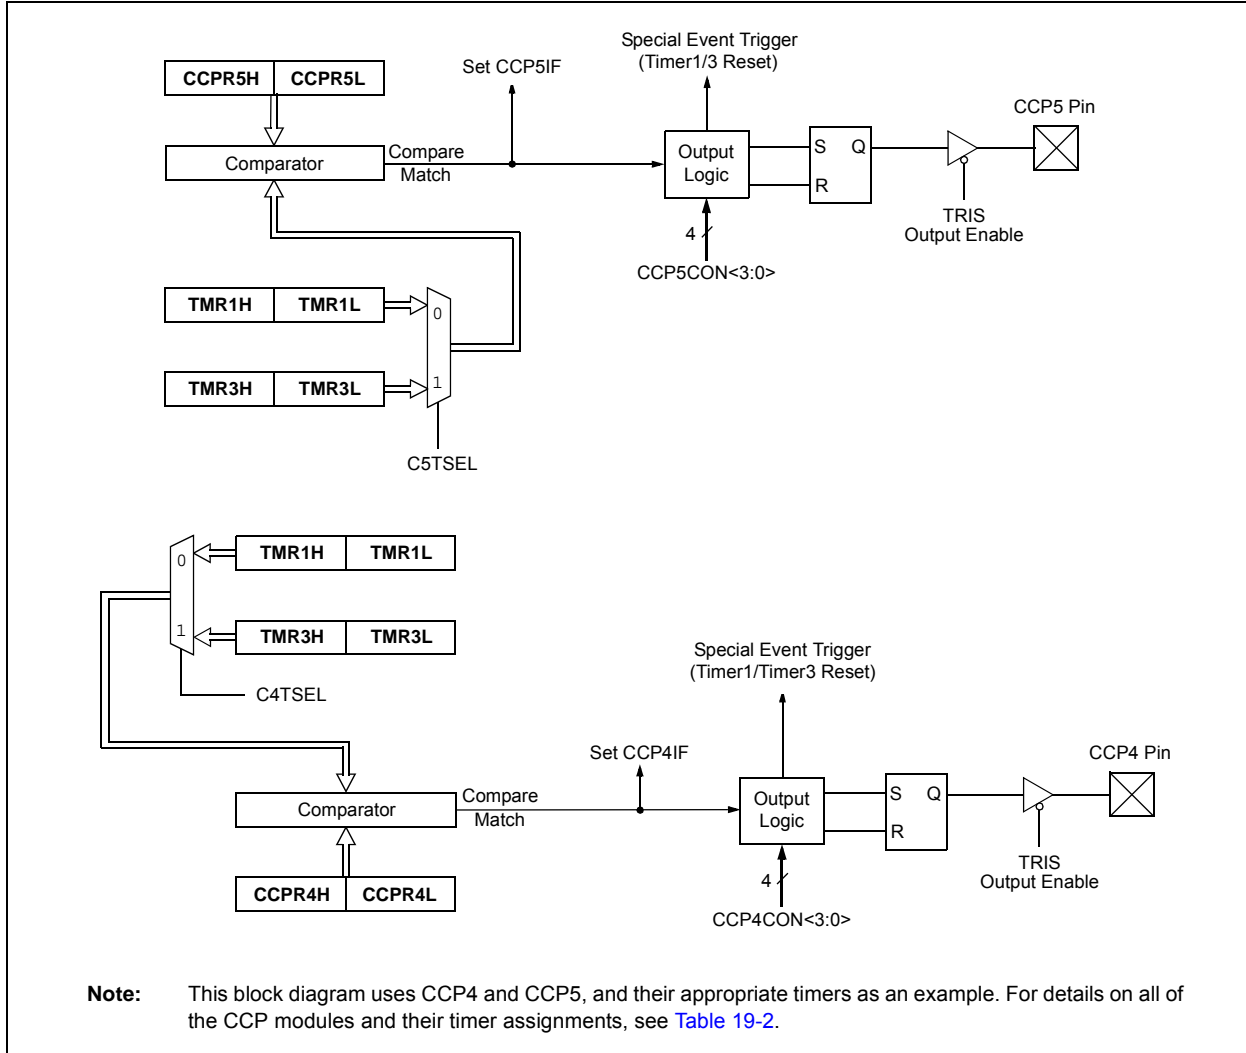 Special Event Trigger
(Timer1/3 Reset)
Set CCP5IF
CCPR5H CCPR5L
CCP5 Pin
Comparator
Compare
Match
Output
Logic
S Q
R
TRIS
Output Enable
4
CCP5CON<3:0>
TMR1H TMR1L
0
TMR3H TMR3L
1
C5TSEL
0
TMR1H TMR1L
1
TMR3H TMR3L
C4TSEL
Special Event Trigger
(Timer1/Timer3 Reset)
Set CCP4IF
CCP4 Pin
Comparator
Compare
Match
Output
Logic
S Q
R
TRIS
Output Enable
4
CCPR4H CCPR4L
CCP4CON<3:0>
Note: This block diagram uses CCP4 and CCP5, and their appropriate timers as an example. For details on all of
the CCP modules and their timer assignments, see Table 19-2.